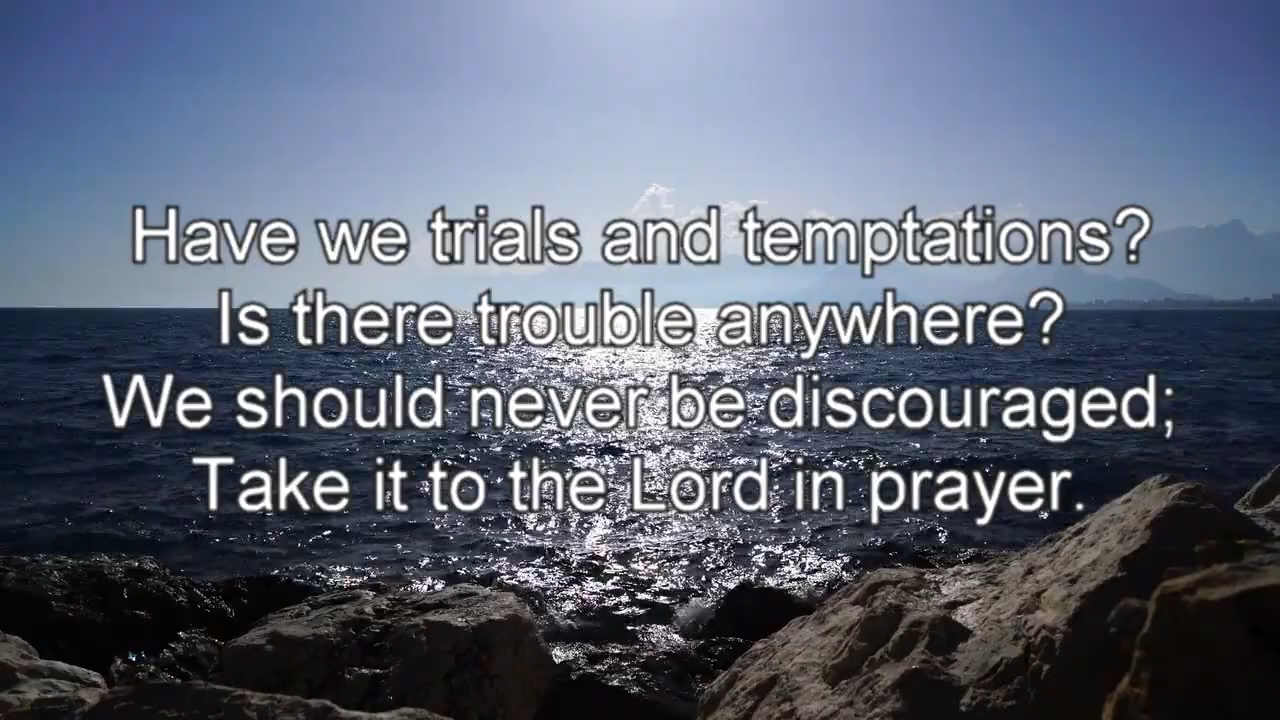 Have we trials and temptations?
Is there trouble anywhere?
We should never be discouraged;
Take it to the Lord in prayer.